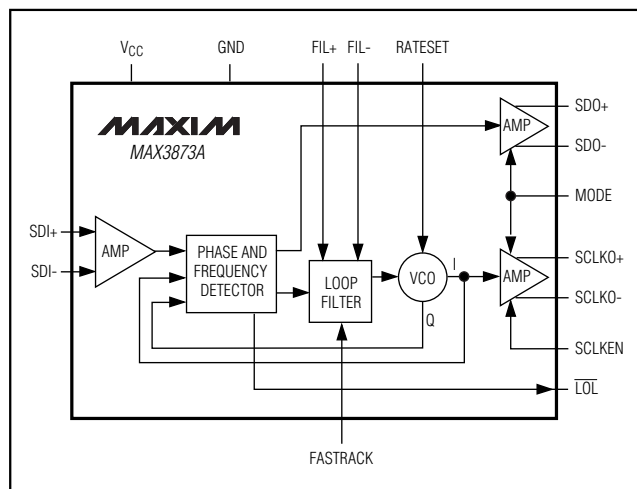 VCC
GND
FIL+
FIL-
RATESET
MAXIM
MAX3873A
SDO+
AMP
SDO-
MODE
SDI+
AMP
SDI-
PHASE AND
FREQUENCY
DETECTOR
LOOP
FILTER
VCO
I
Q
AMP
SCLKO+
SCLKO-
SCLKEN
LOL
FASTRACK